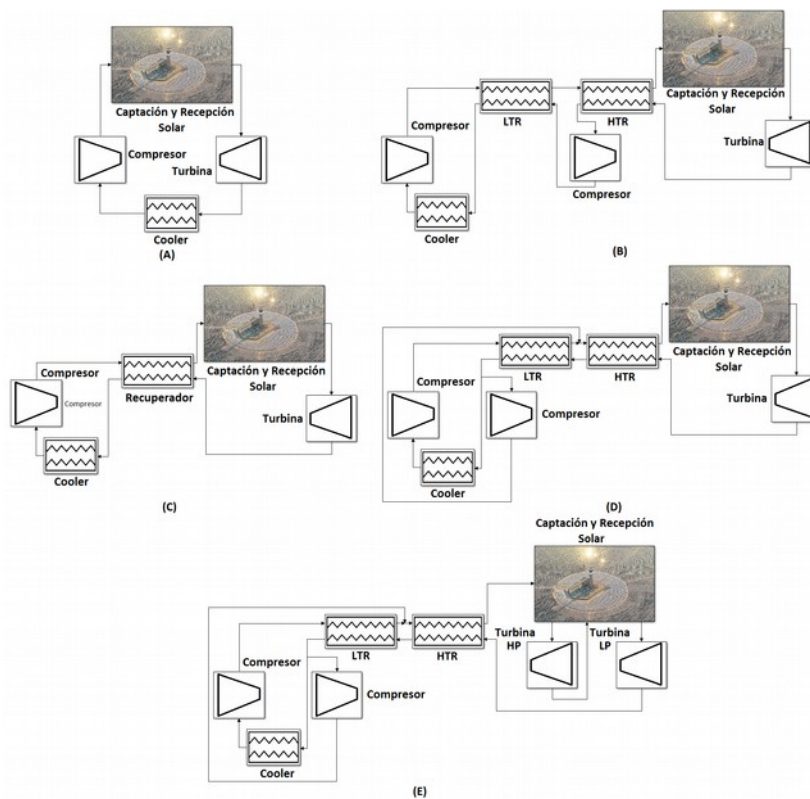 Captación y Recepción
Solar
Compresor
Turbina
Cooler
(A)
Captación y Recepción
Solar
Compresor
LTR
HTR
Turbina
Compresor
Cooler
(B)
Captación y Recepción
Solar
Compresor
Compresor
Recuperador
Turbina
Cooler
(C)
Captación y Recepción
Solar
LTR
HTR
Compresor
Turbina
Compresor
Cooler
(D)
Captación y Recepción
Solar
LTR
HTR
Turbina
HP
Turbina
LP
Compresor
Compresor
Cooler
(E)